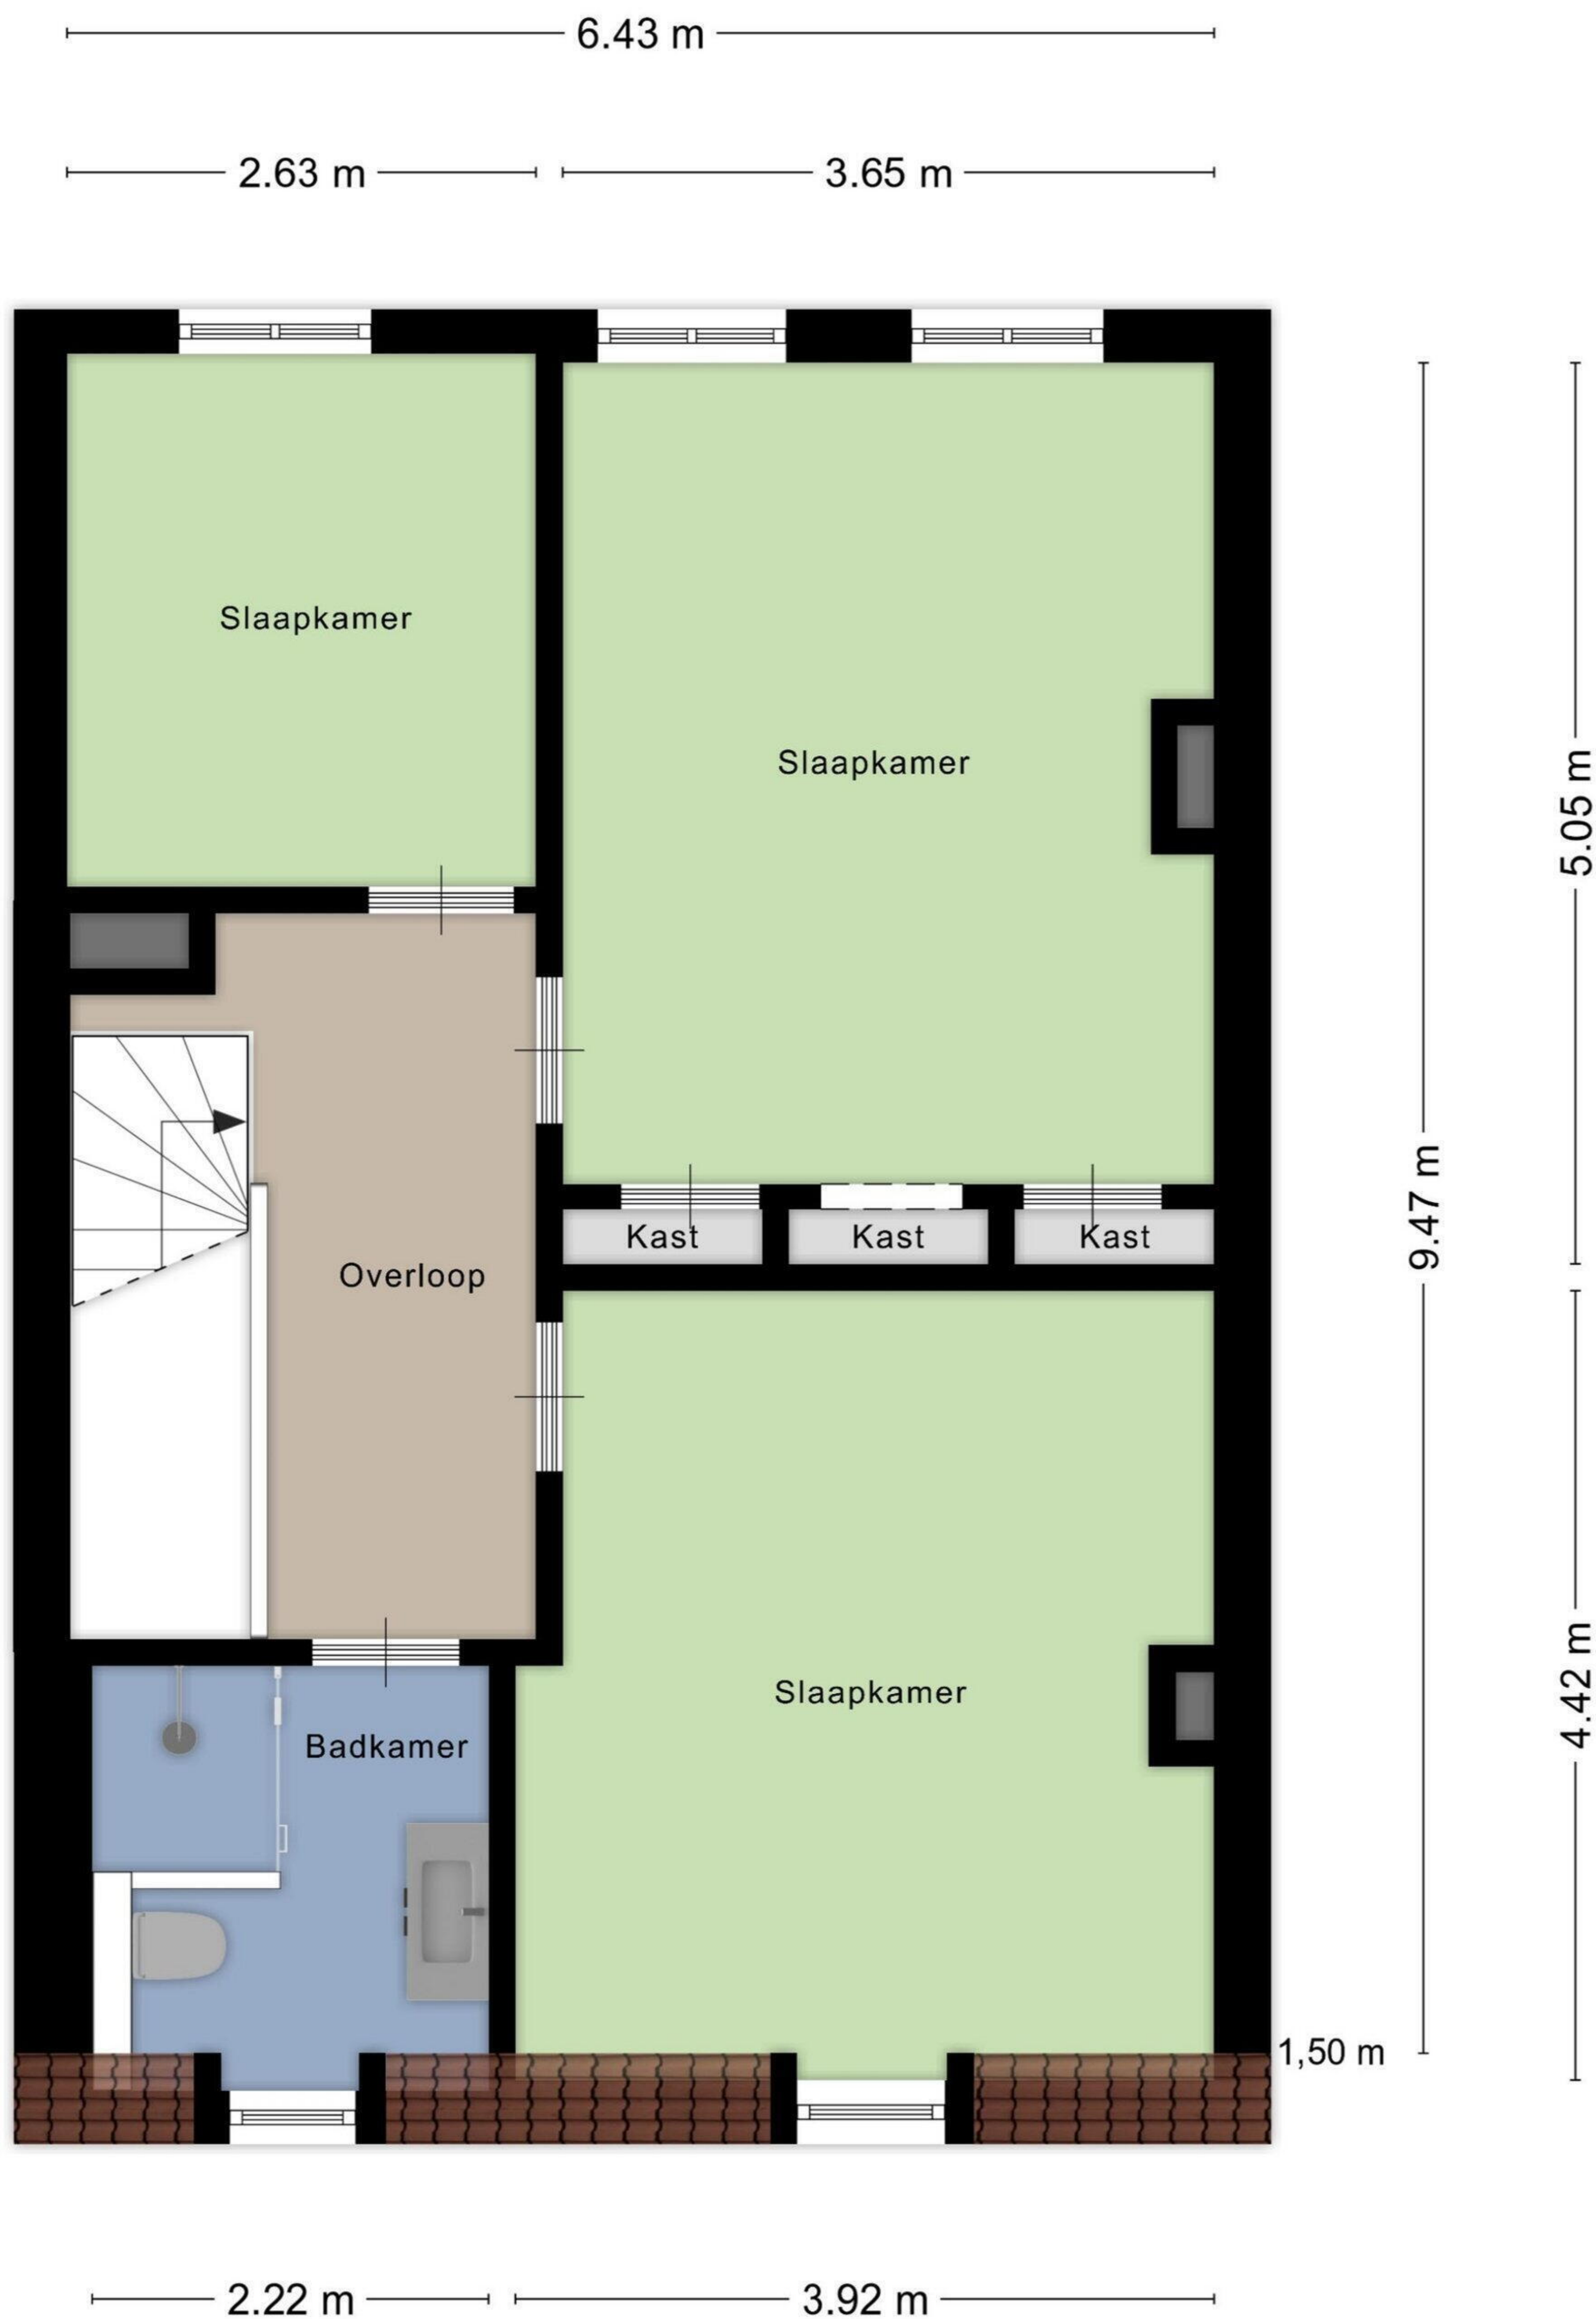 6.43 m
2.63 m
3.65 m
Slaapkamer
Slaapkamer
5.05 m
9.47 m
Kast
Kast
Kast
Overloop
Slaapkamer
4.42 m
Badkamer
1,50 m
2.22 m
3.92 m